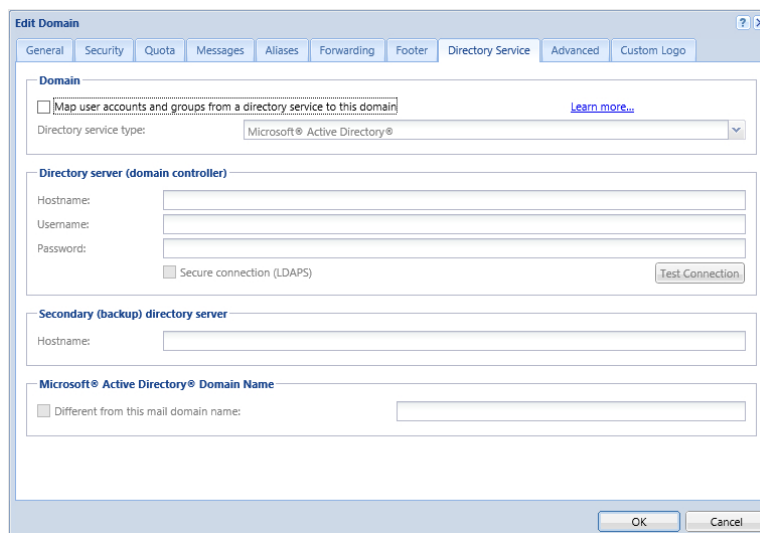 Edit Domain
General Security Quota Messages Aliases Forwarding Footer Directory Service Advanced Custom Logo
Domain
Map user accounts and groups from a directory service to this domain Learn more...
Directory service type: Microsoft® Active Directory®
Directory server (domain controller)
Hostname:
Username:
Password:
Secure connection (LDAPS) Test Connection
Secondary (backup) directory server
Hostname:
Microsoft® Active Directory® Domain Name
Different from this mail domain name:
OK Cancel